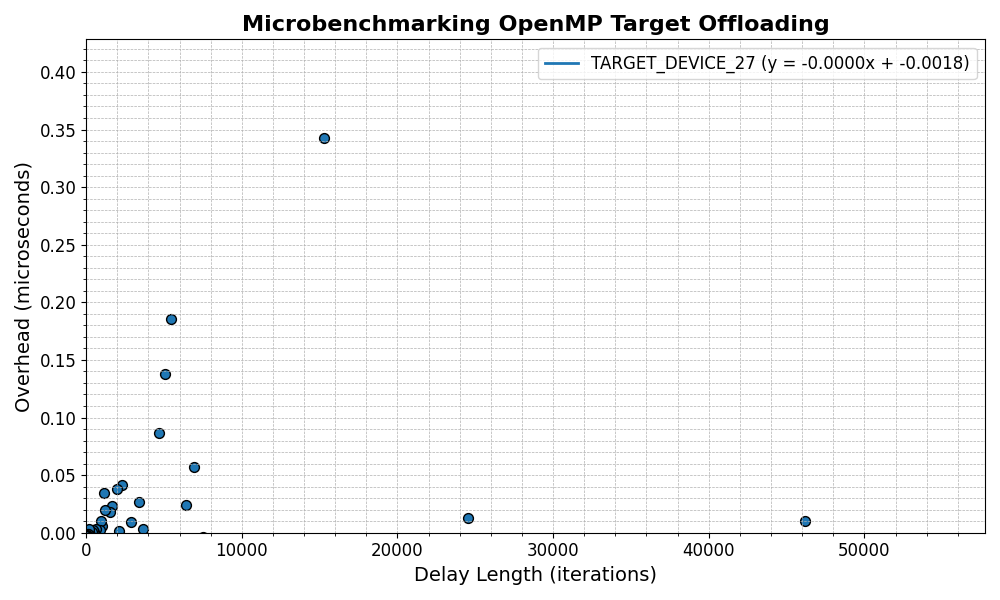 Microbenchmarking OpenMP Target Offloading
TARGET_DEVICE_27 (y = -0.0000x + -0.0018)
Overhead (microseconds)
0.40
0.35
0.30
0.25
0.20
0.15
0.10
0.05
0.00
0 10000 20000 30000 40000 50000
Delay Length (iterations)